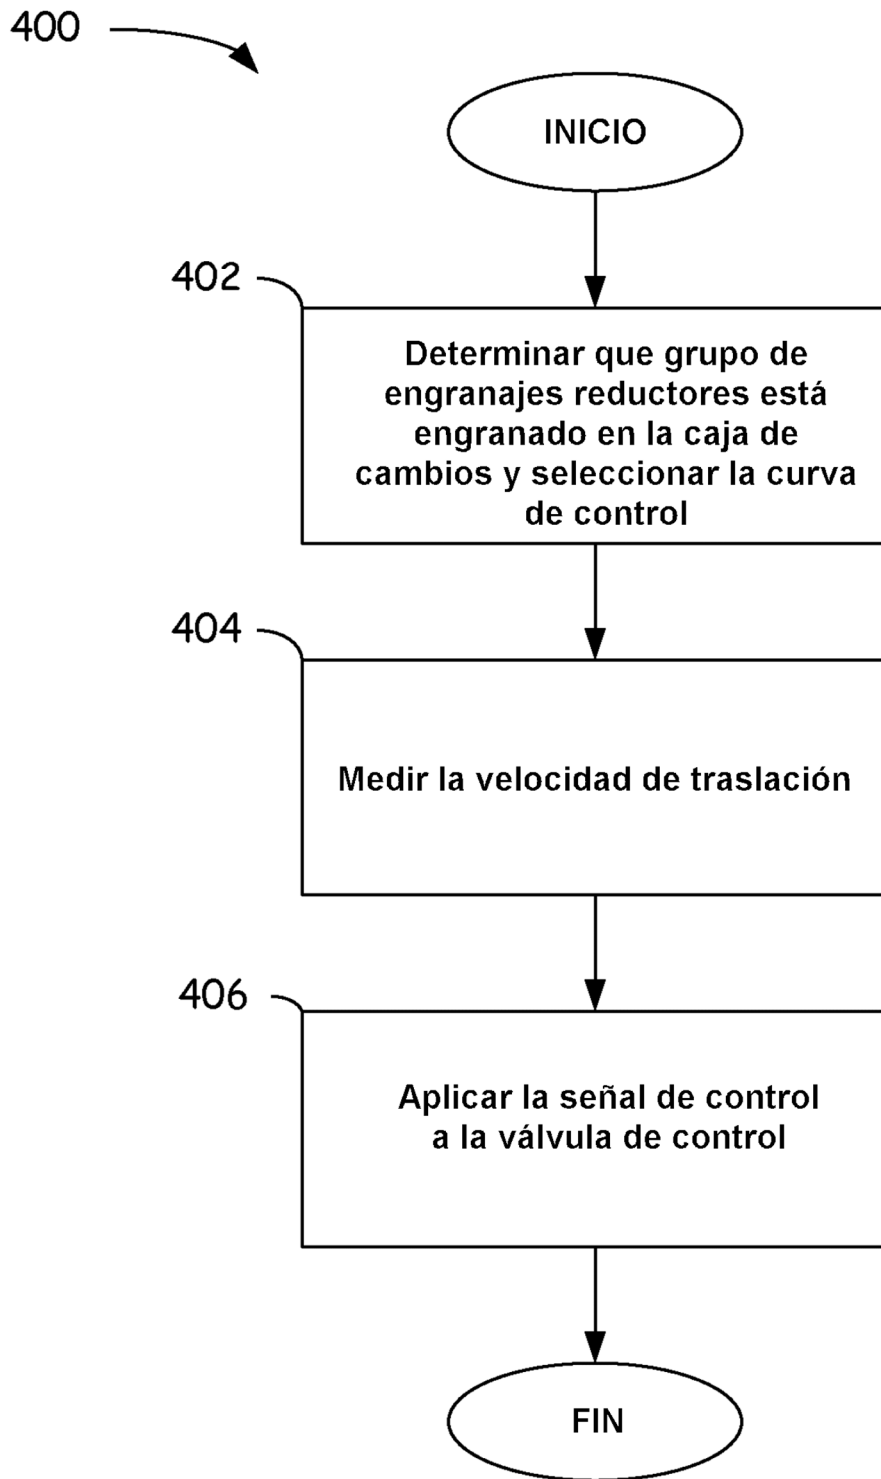 400
INICIO
402
Determinar que grupo de
engranajes reductores está
engranado en la caja de
cambios y seleccionar la curva
de control
404
Medir la velocidad de traslación
406
Aplicar la señal de control
a la válvula de control
FIN